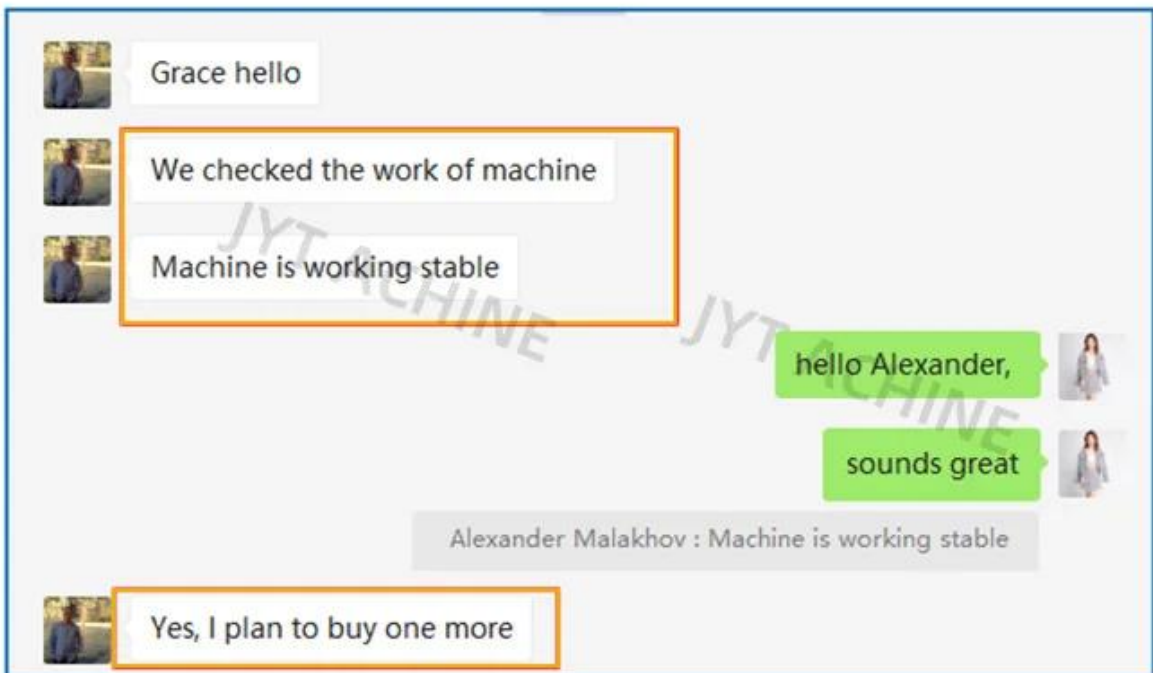 Grace hello
We checked the work of machine
Machine is working stable
JYT ACHINE
JYT ACHINE
hello Alexander,
sounds great
Alexander Malakhov : Machine is working stable
Yes, I plan to buy one more